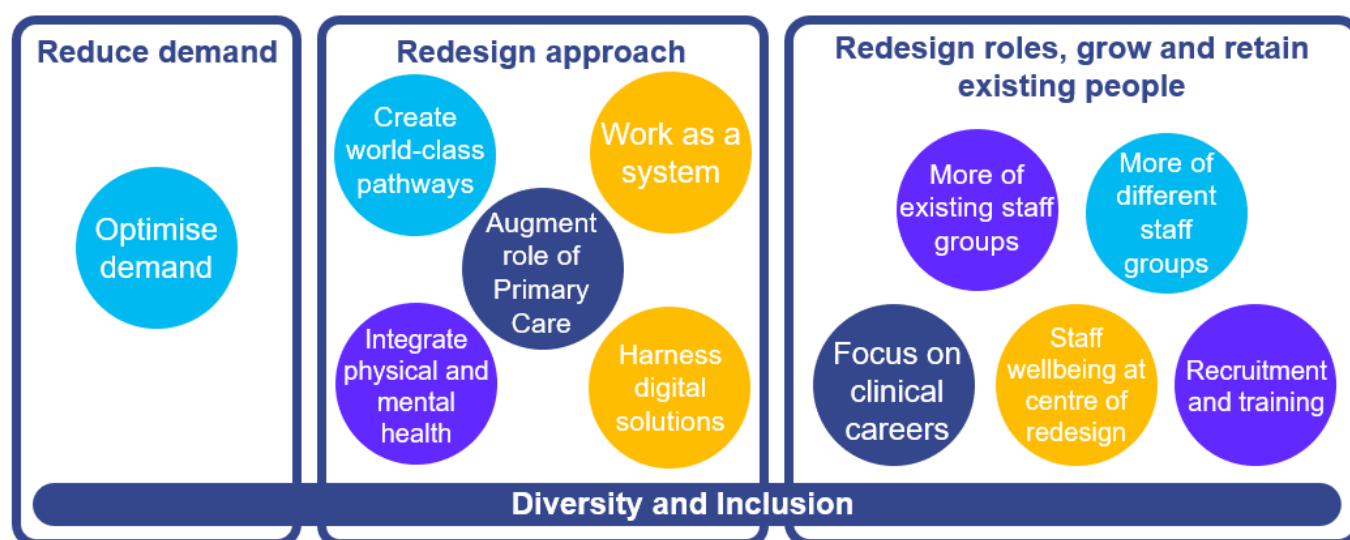 Reduce demand
Optimise
demand
Redesign approach
Create
world-class
pathways
Work as a
system
Augment
role of
Primary
Care
Integrate
physical and
mental
health
Harness
digital
solutions
Redesign roles, grow and retain
existing people
More of
existing staff
groups
More of
different
staff
groups
Focus on
clinical
careers
Staff
wellbeing at
centre of
redesign
Recruitment
and training
Diversity and Inclusion